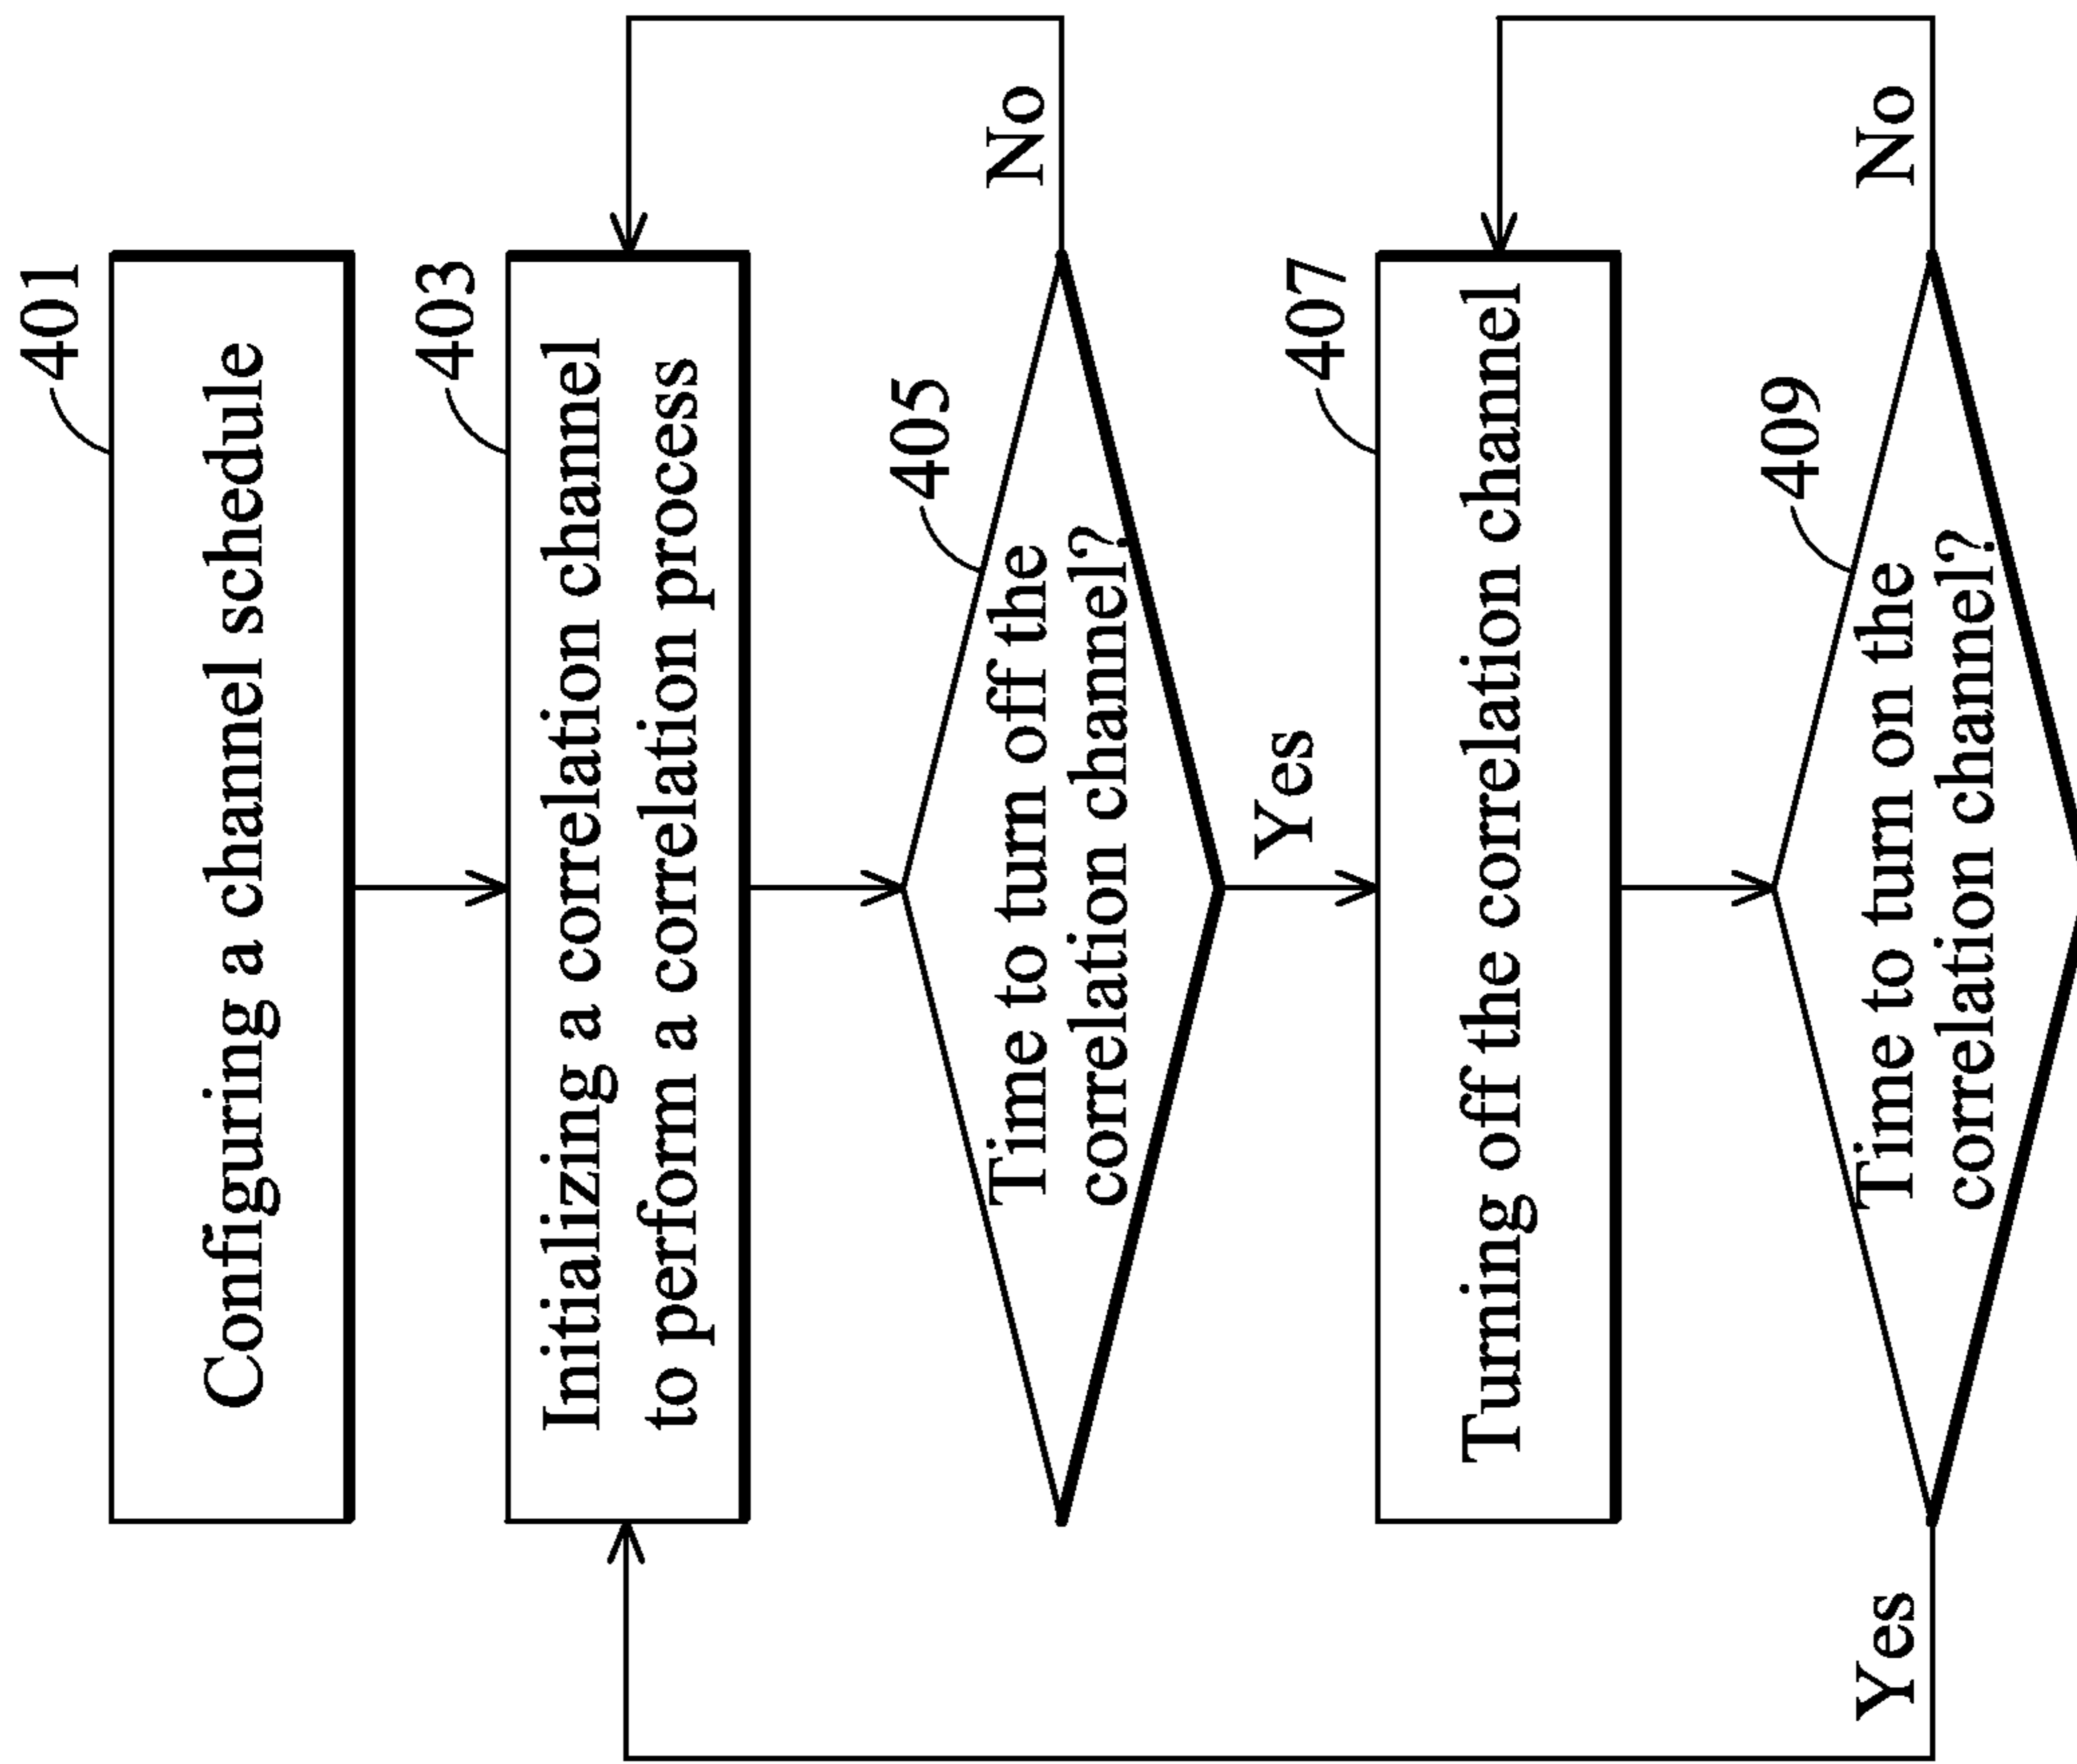 401
Configuring a channel schedule
403
Initializing a correlation channel
to perform a correlation process
405
Time to turn off the
correlation channel?
No
Yes
407
Turning off the correlation channel
409
Time to turn on the
correlation channel?
No
Yes